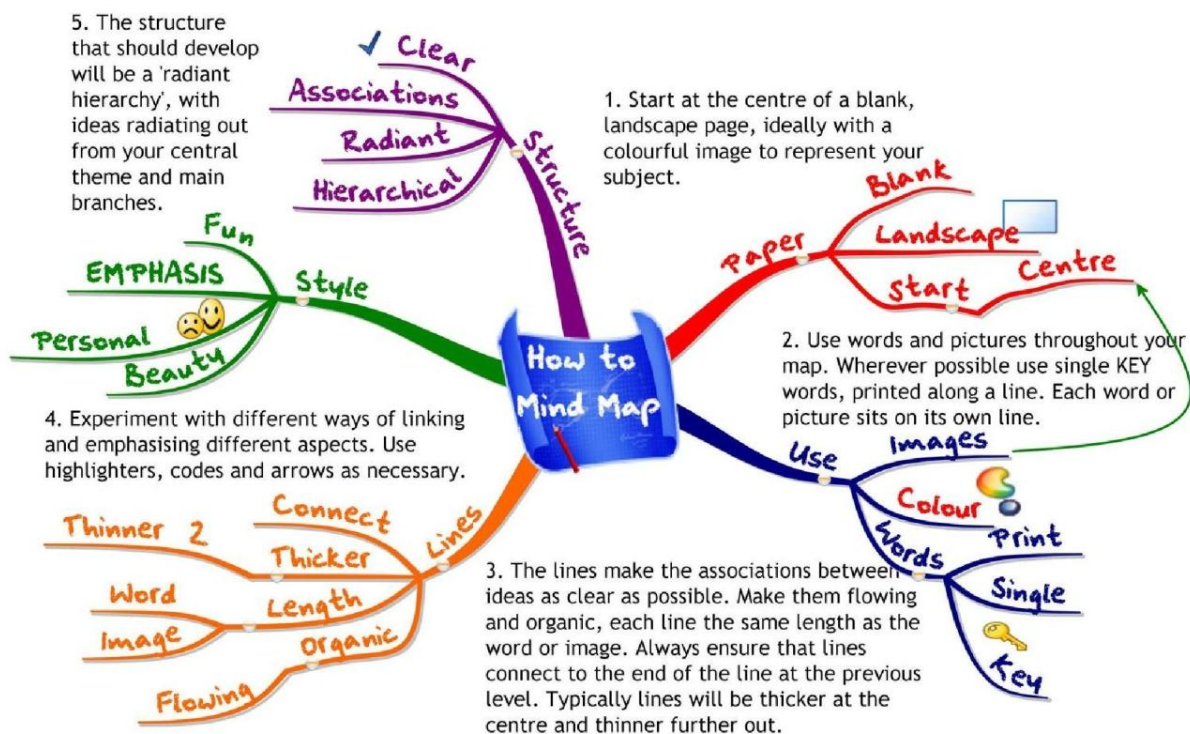 5. The structure
that should develop
will be a 'radiant
hierarchy', with
ideas radiating out
from your central
theme and main
branches.
Clear
Associations
Radiant
Hierarchical
Structure
1. Start at the centre of a blank,
landscape page, ideally with a
colourful image to represent your
subject.
Paper
Blank
Landscape
Start
Centre
Fun
EMPHASIS
Personal
Beauty
Style
How to
Mind Map
2. Use words and pictures throughout your
map. Wherever possible use single KEY
words, printed along a line. Each word or
picture sits on its own line.
Use
Images
Colour
Words
Print
Single
Key
4. Experiment with different ways of linking
and emphasising different aspects. Use
highlighters, codes and arrows as necessary.
Lines
Connect
Thicker
Thinner 2
Length
Word
Image
Organic
Flowing
3. The lines make the associations between
ideas as clear as possible. Make them flowing
and organic, each line the same length as the
word or image. Always ensure that lines
connect to the end of the line at the previous
level. Typically lines will be thicker at the
centre and thinner further out.